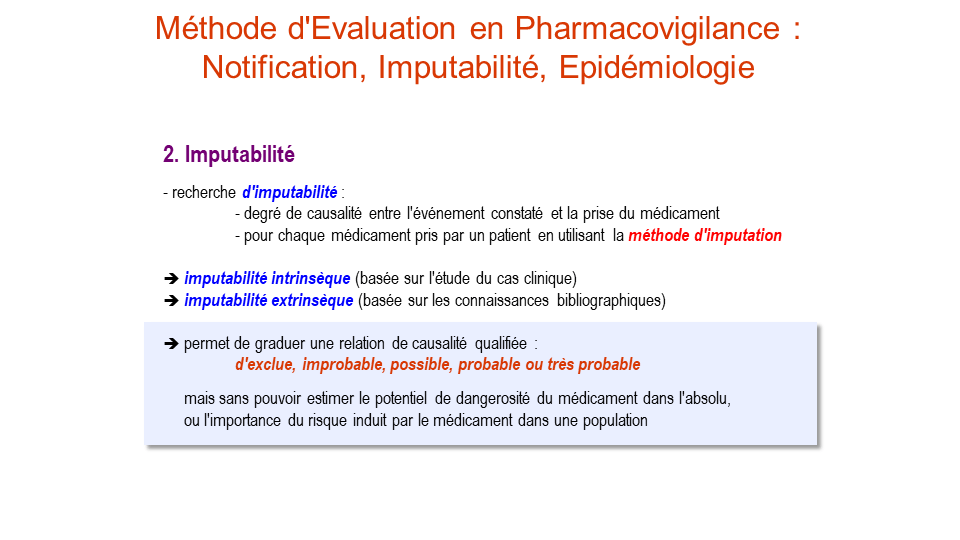 Méthode d'Evaluation en Pharmacovigilance :
Notification, Imputabilité, Epidémiologie
2. Imputabilité
- recherche d'imputabilité :
- degré de causalité entre l'événement constaté et la prise du médicament
- pour chaque médicament pris par un patient en utilisant la méthode d'imputation
➔ imputabilité intrinsèque (basée sur l'étude du cas clinique)
➔ imputabilité extrinsèque (basée sur les connaissances bibliographiques)
➔ permet de graduer une relation de causalité qualifiée :
d'exclue, improbable, possible, probable ou très probable
mais sans pouvoir estimer le potentiel de dangerosité du médicament dans l'absolu,
ou l'importance du risque induit par le médicament dans une population